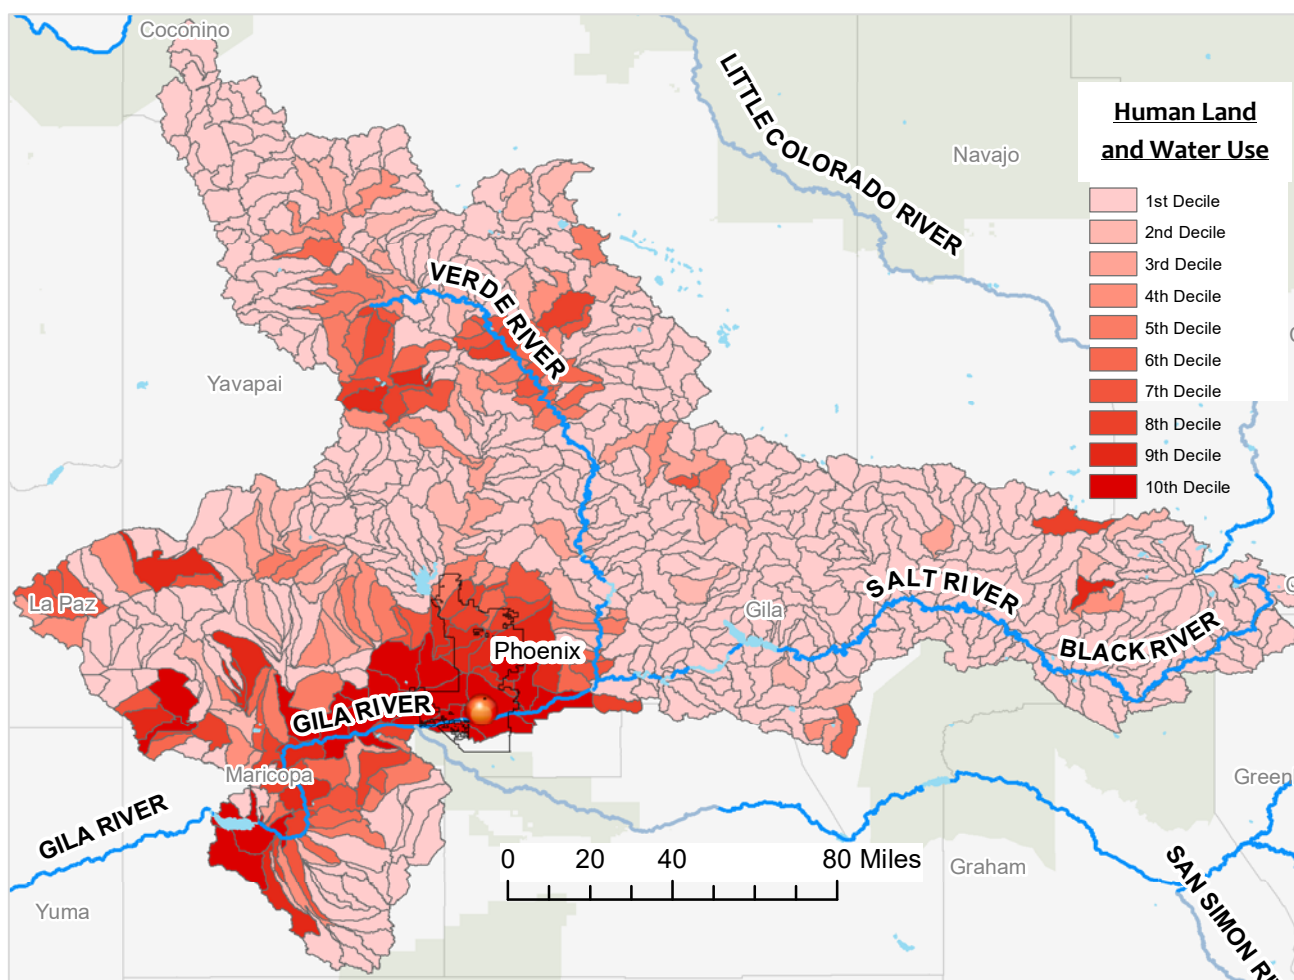 Coconino
LITTLE COLORADO RIVER
Navajo
Human Land
and Water Use
1st Decile
2nd Decile
3rd Decile
4th Decile
5th Decile
6th Decile
7th Decile
8th Decile
9th Decile
10th Decile
VERDE RIVER
Yavapai
La Paz
Gila
SALT RIVER
BLACK RIVER
Phoenix
GILA RIVER
Maricopa
GILA RIVER
Green
0 20 40 80 Miles
Graham
SAN SIMON
Yuma